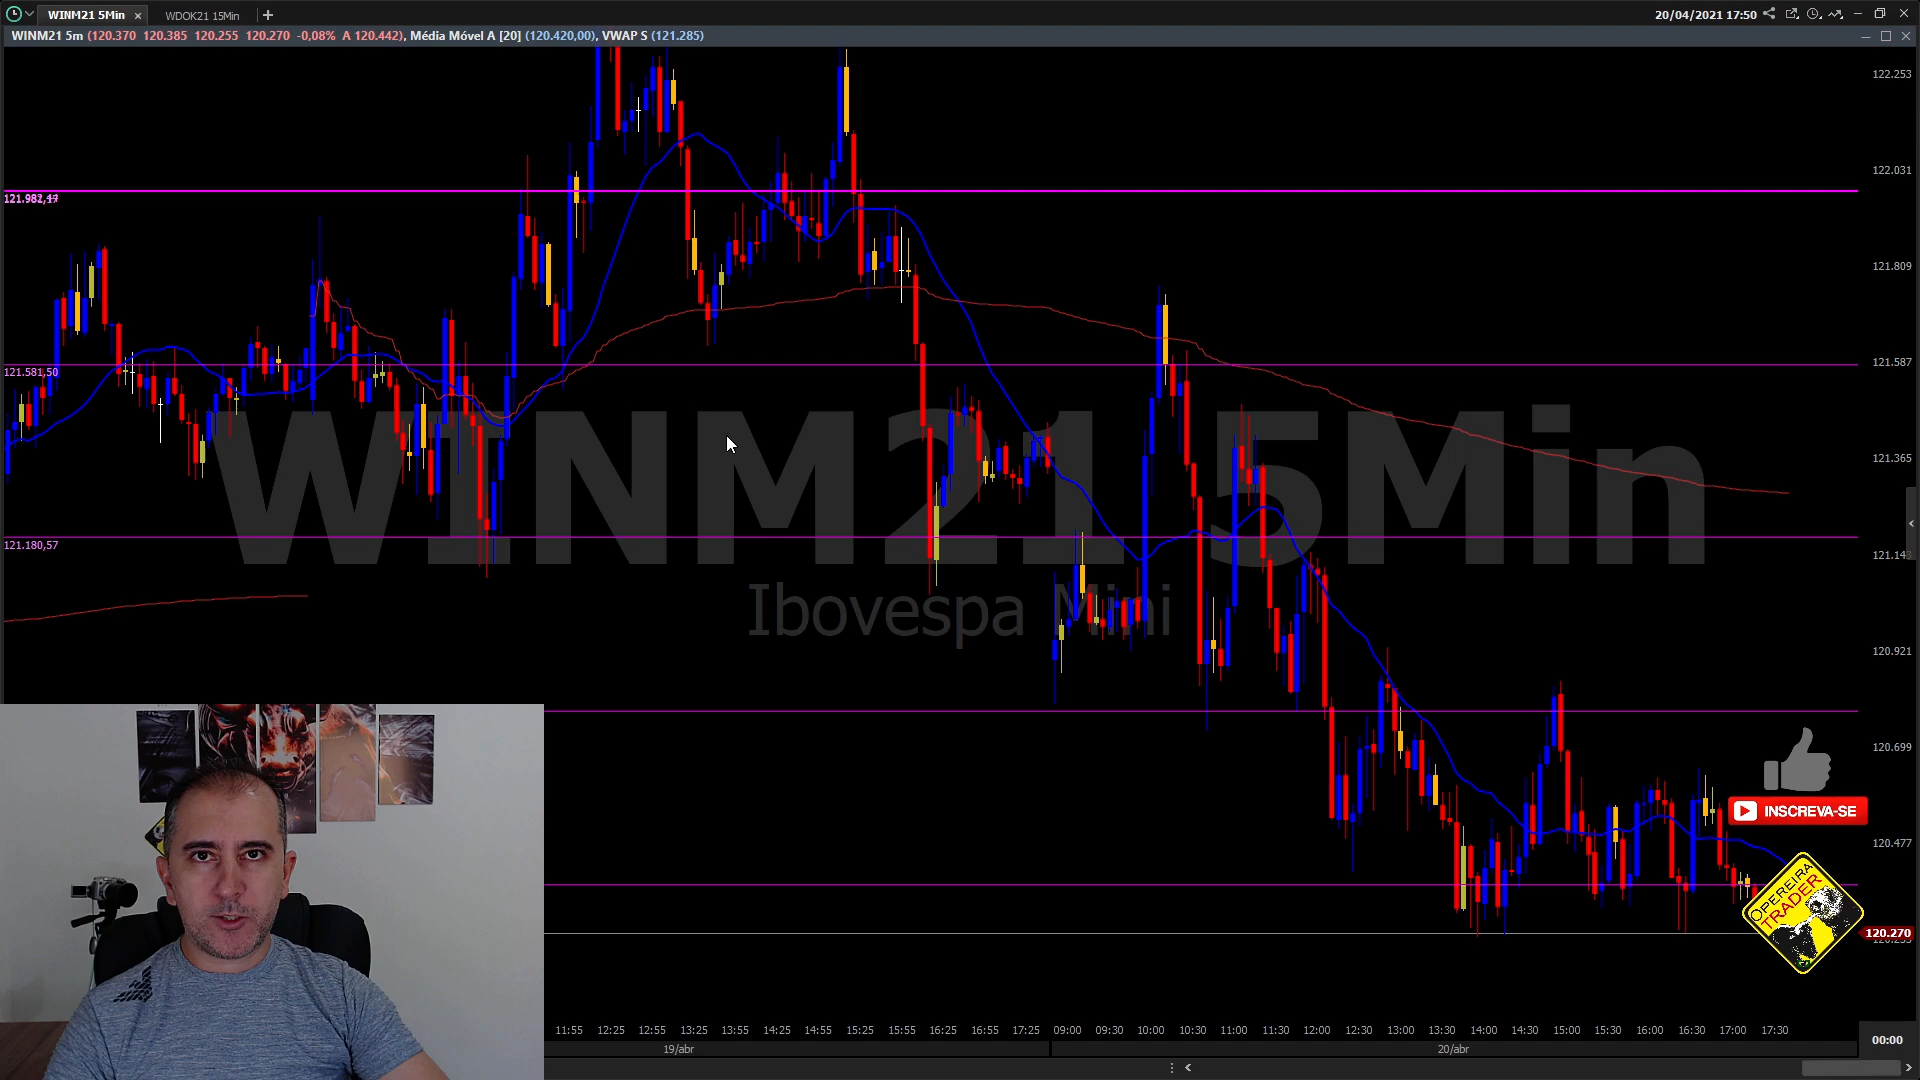 WINM21 5Min
WDOK21 15Min
20/04/2021 17:50
WINM21 5m (120.370 120.385 120.255 120.270 -0,08% A 120.442), Média Móvel A [20] (120.420,00), VWAP S (121.285)
122.253
122.031
121.809
121.587
121.581,50
121.365
121.180,57
121.143
120.921
120.699
120.477
120.270
WINM21 5Min
Ibovespa Mini
INSCREVA-SE
OPEREIRA
TRADER
11:55 12:25 12:55 13:25 13:55 14:25 14:55 15:25 15:55 16:25 16:55 17:25 09:00 09:30 10:00 10:30 11:00 11:30 12:00 12:30 13:00 13:30 14:00 14:30 15:00 15:30 16:00 16:30 17:00 17:30
00:00
19/abr
20/abr